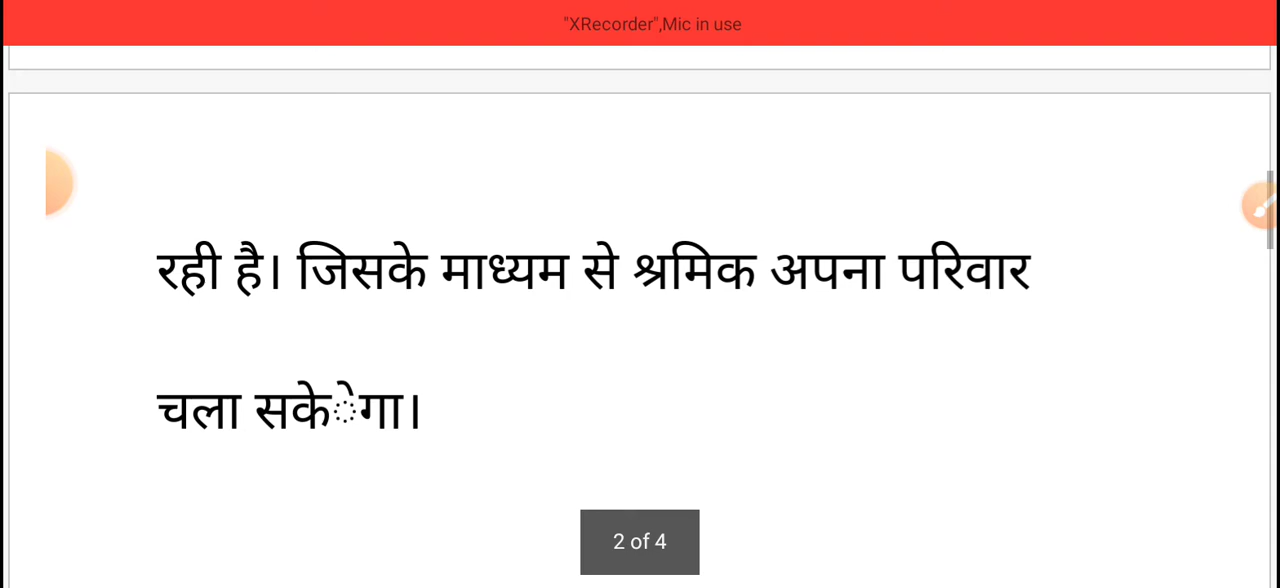 "XRecorder",Mic in use
रही है। जिसके माध्यम से श्रमिक अपना परिवार
चला सकेेगा।
2 of 4